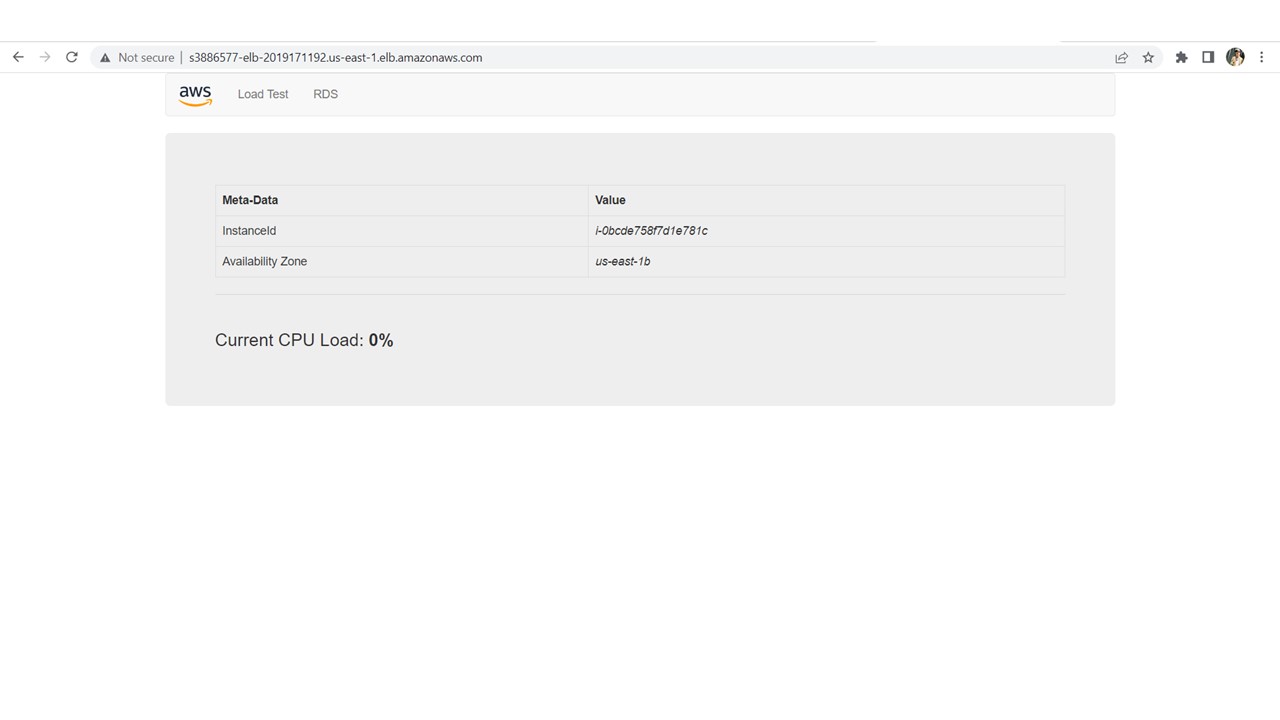 Not secure | s3886577-elb-2019171192.us-east-1.elb.amazonaws.com
aws Load Test RDS
Meta-Data Value
InstanceId i-0bcde758f7d1e781c
Availability Zone us-east-1b
Current CPU Load: 0%